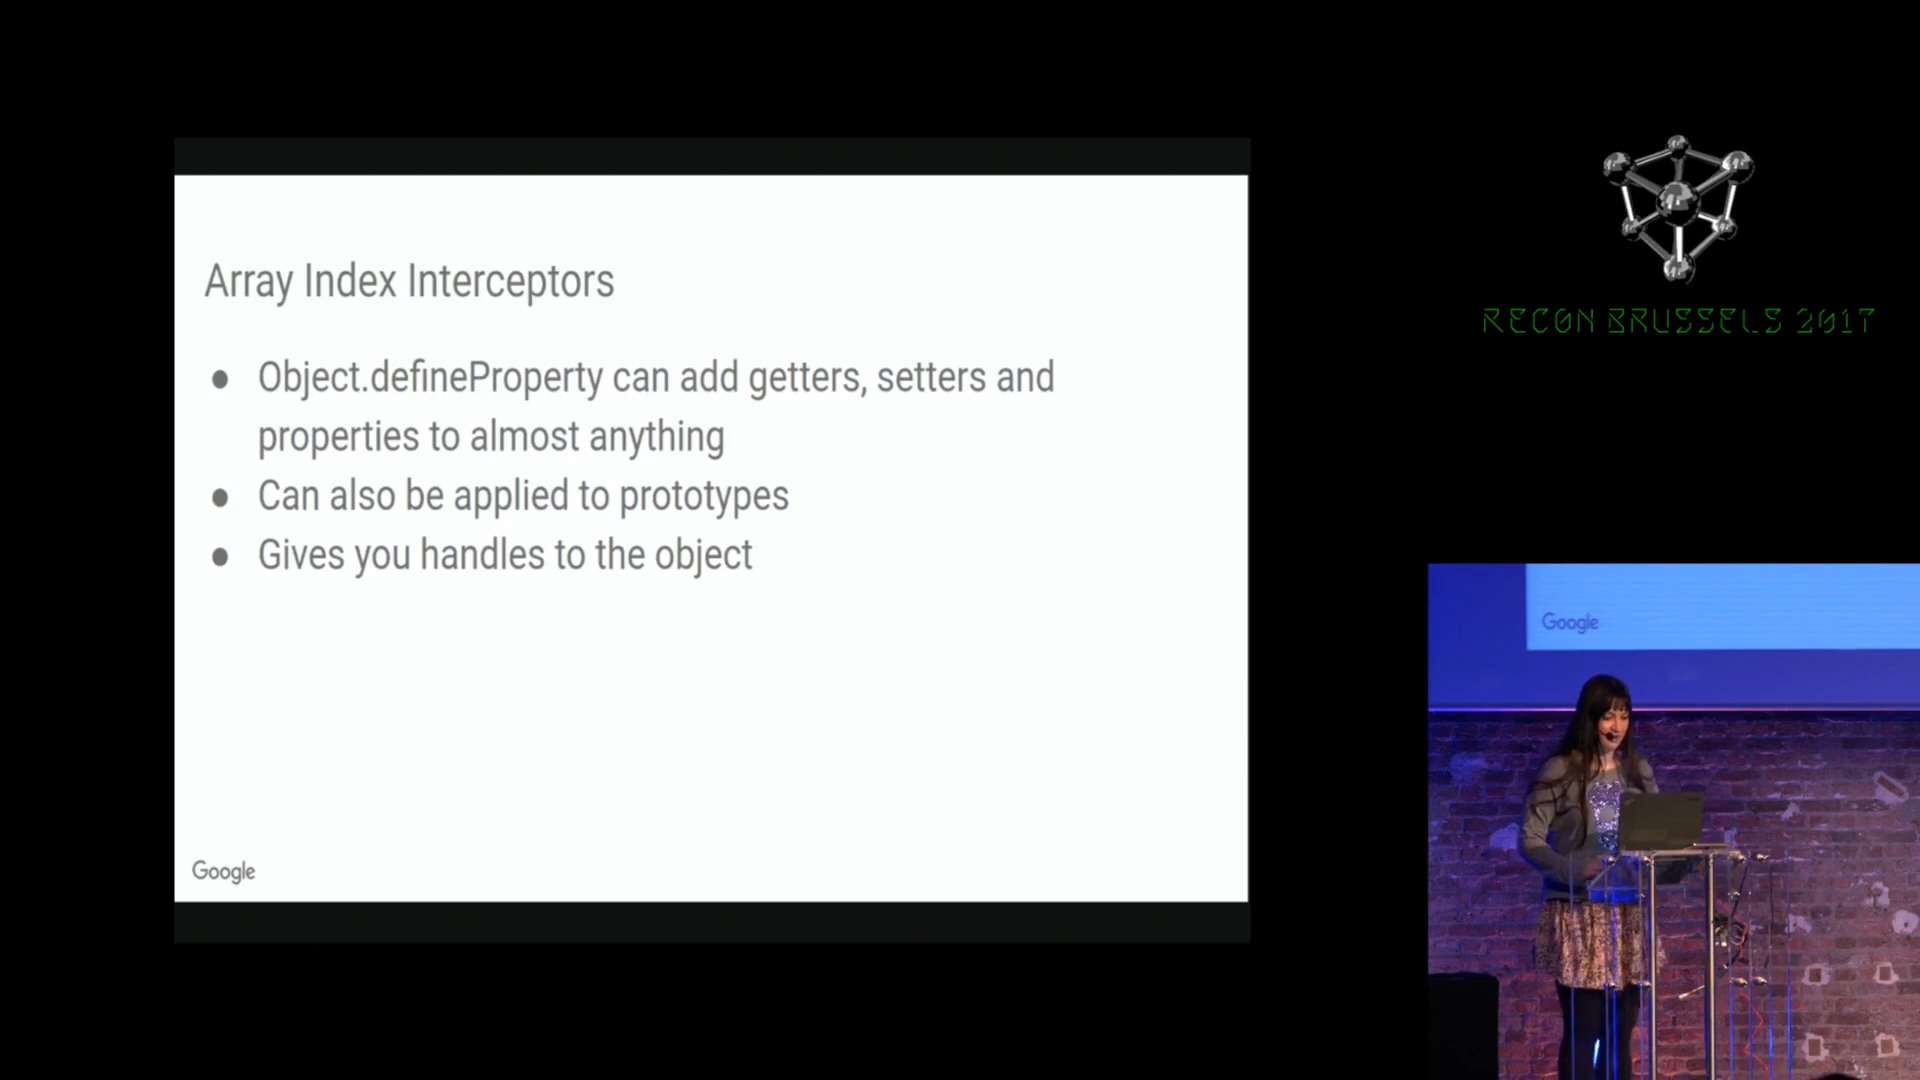 Array Index Interceptors
● Object.defineProperty can add getters, setters and
properties to almost anything
● Can also be applied to prototypes
● Gives you handles to the object
Google
RECON BRUSSELS 2017
Google